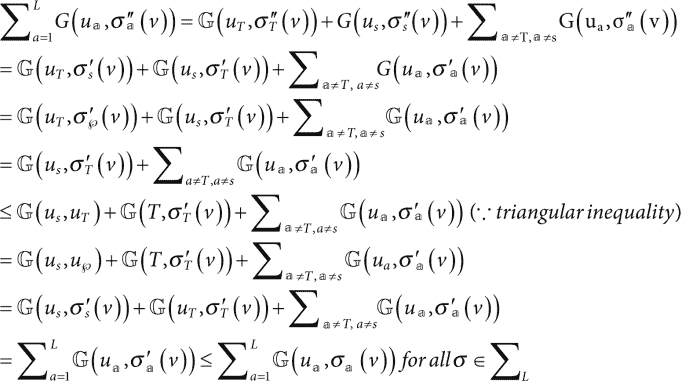 ∑_{a=1}^{L} G(u_𝕒, σ″_𝕒(ν)) = 𝔾(u_T, σ″_T(ν)) + G(u_s, σ″_s(ν)) + ∑_{𝕒≠T,𝕒≠s} G(u_a, σ″_𝕒(v))
= 𝔾(u_T, σ′_s(ν)) + 𝔾(u_s, σ′_T(ν)) + ∑_{𝕒≠T, a≠s} G(u_𝕒, σ′_𝕒(ν))
= 𝔾(u_T, σ′_℘(ν)) + 𝔾(u_s, σ′_T(ν)) + ∑_{𝕒≠T,𝕒≠s} 𝔾(u_𝕒, σ′_𝕒(ν))
= 𝔾(u_s, σ′_T(ν)) + ∑_{a≠T,a≠s} 𝔾(u_𝕒, σ′_𝕒(ν))
≤ 𝔾(u_s, u_T) + 𝔾(T, σ′_T(ν)) + ∑_{𝕒≠T,a≠s} 𝔾(u_𝕒, σ′_𝕒(ν)) (∵ triangular inequality)
= 𝔾(u_s, u_℘) + 𝔾(T, σ′_T(ν)) + ∑_{𝕒≠T,𝕒≠s} 𝔾(u_a, σ′_𝕒(ν))
= 𝔾(u_s, σ′_s(ν)) + 𝔾(u_T, σ′_T(ν)) + ∑_{𝕒≠T, a≠s} 𝔾(u_𝕒, σ′_𝕒(ν))
= ∑_{a=1}^{L} 𝔾(u_𝕒, σ′_𝕒(ν)) ≤ ∑_{a=1}^{L} 𝔾(u_𝕒, σ_𝕒(ν)) for all σ ∈ ∑_L